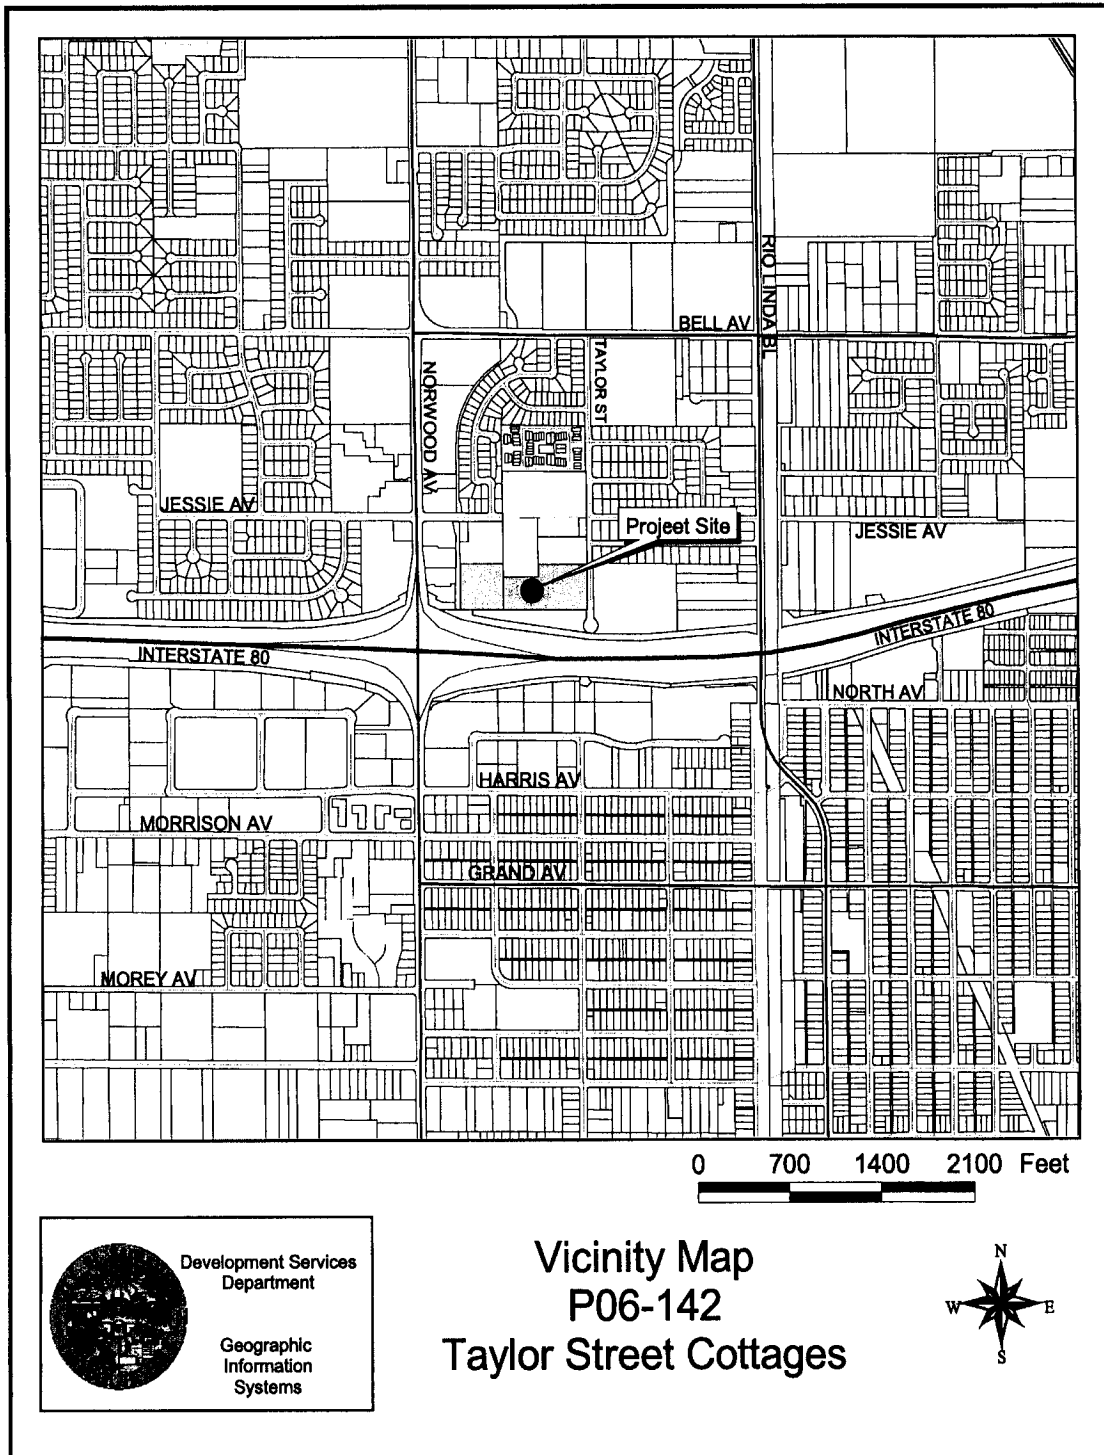 RIO LINDA BL
BELL AV
TAYLOR ST
NORWOOD AV
JESSIE AV
Project Site
JESSIE AV
INTERSTATE 80
INTERSTATE 80
NORTH AV
HARRIS AV
MORRISON AV
GRAND AV
MOREY AV
0 700 1400 2100 Feet
Development Services
Department
Geographic
Information
Systems
Vicinity Map
P06-142
Taylor Street Cottages
N
W E
S